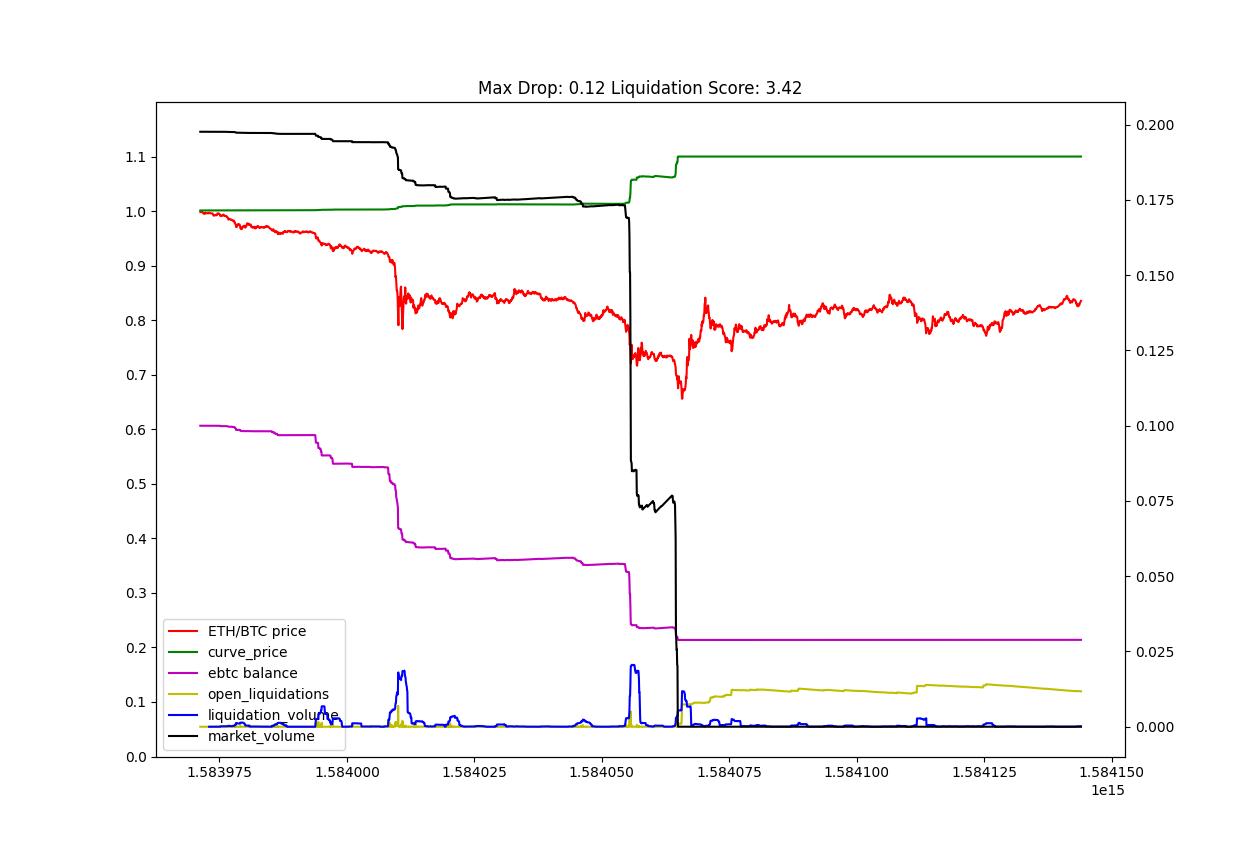 Max Drop: 0.12 Liquidation Score: 3.42
1.1
1.0
0.9
0.8
0.7
0.6
0.5
0.4
0.3
0.2
0.1
0.0
0.200
0.175
0.150
0.125
0.100
0.075
0.050
0.025
0.000
ETH/BTC price
curve_price
ebtc balance
open_liquidations
liquidation_volume
market_volume
1.583975 1.584000 1.584025 1.584050 1.584075 1.584100 1.584125 1.584150
1e15